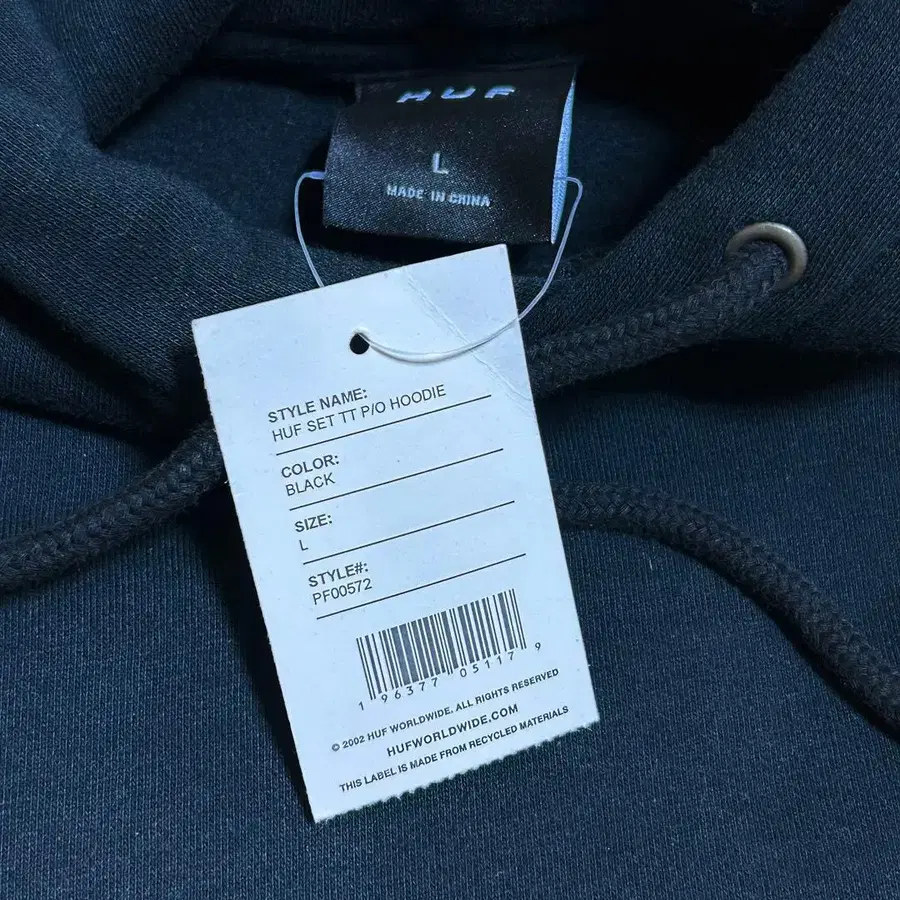 HUF
L
MADE IN CHINA
STYLE NAME:
HUF SET TT P/O HOODIE
COLOR:
BLACK
SIZE:
L
STYLE#:
PF00572
1 96377 05117 9
© 2002 HUF WORLDWIDE. ALL RIGHTS RESERVED
HUFWORLDWIDE.COM
THIS LABEL IS MADE FROM RECYCLED MATERIALS